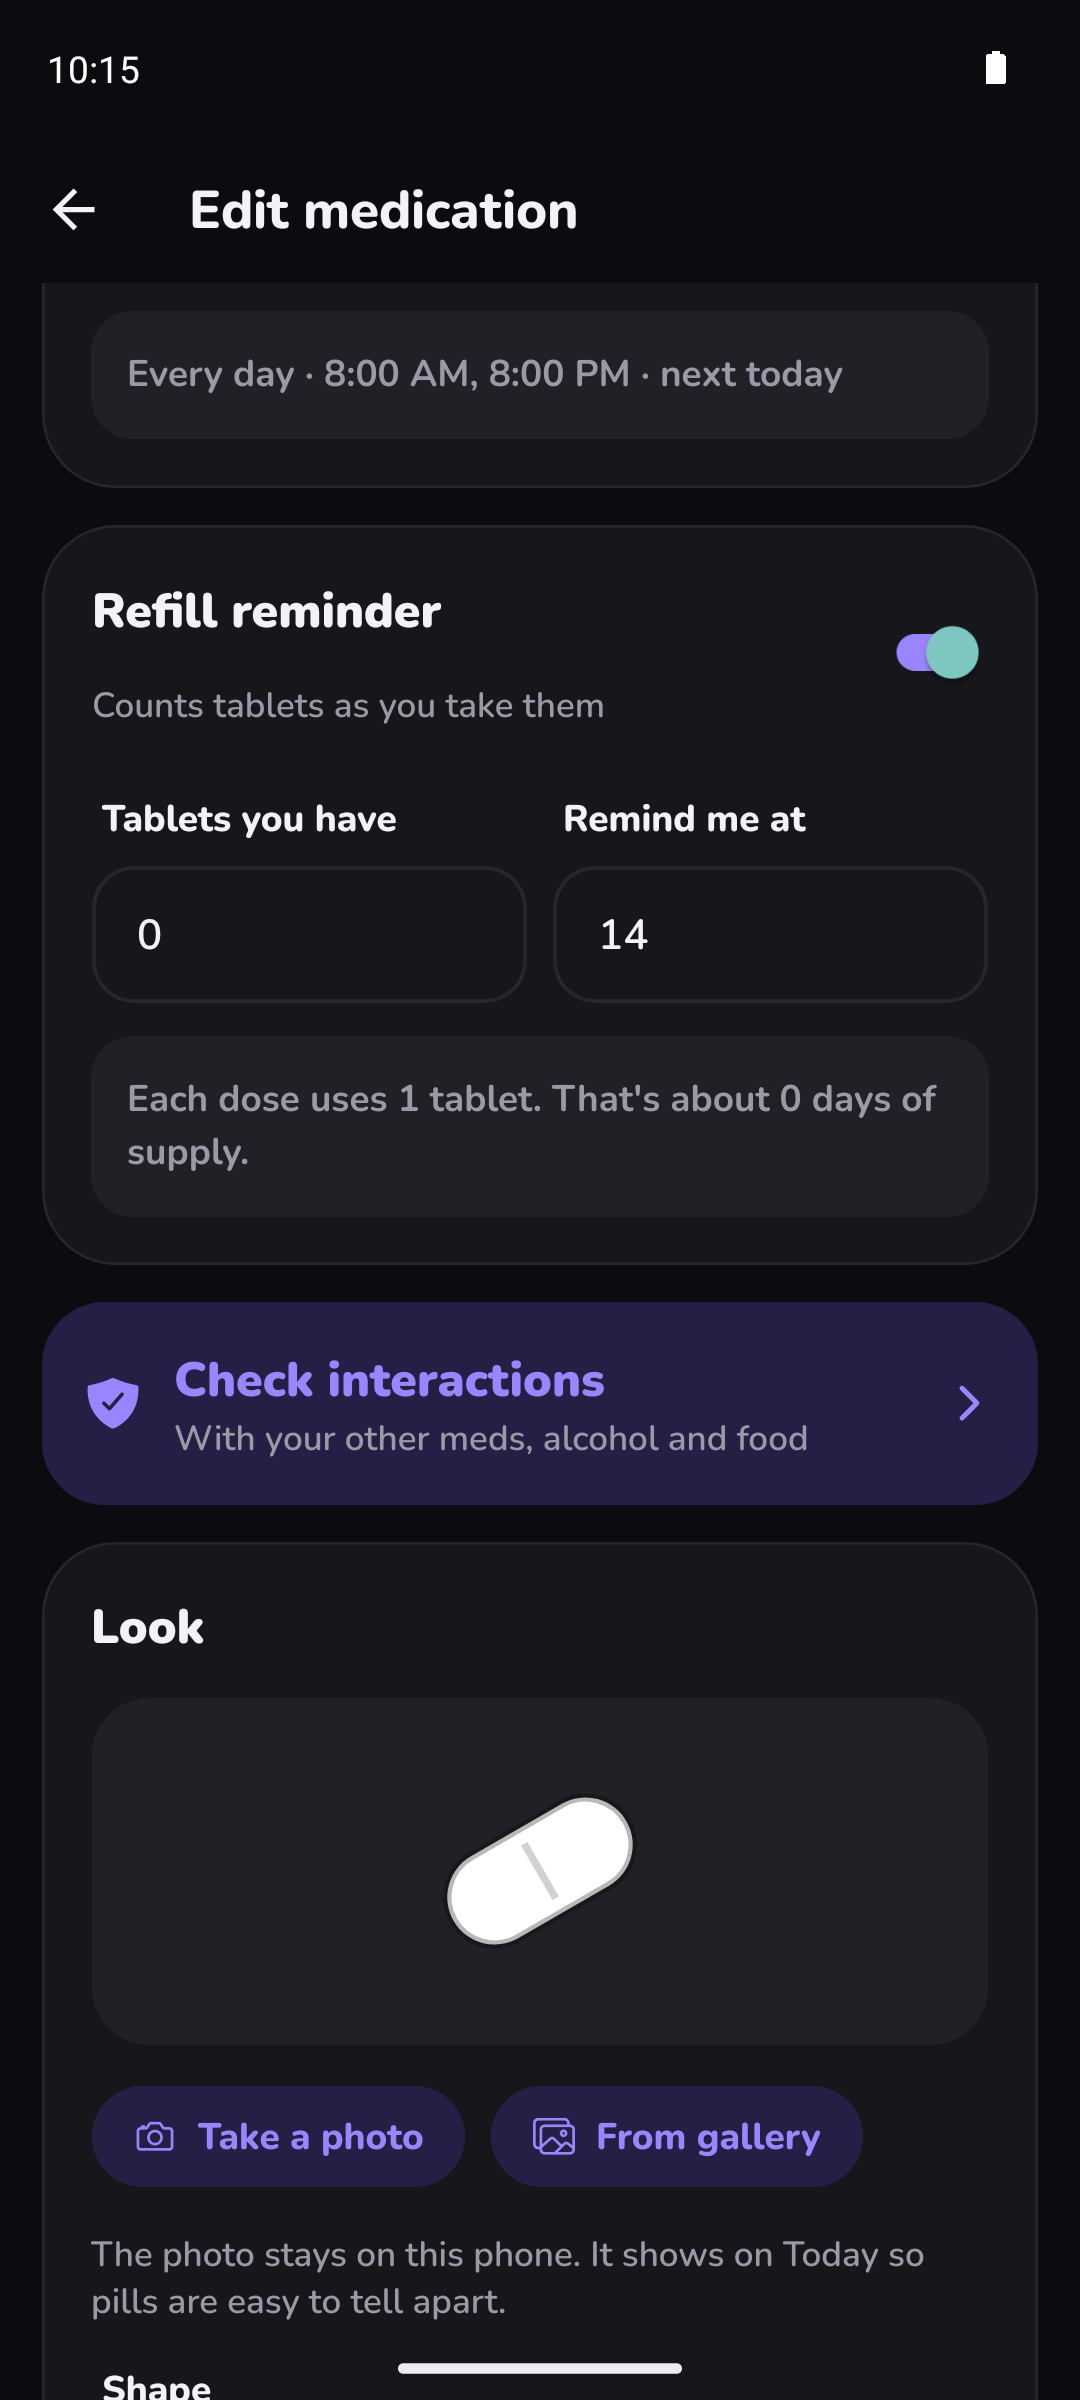 10:15
Edit medication
Every day · 8:00 AM, 8:00 PM · next today
Refill reminder
Counts tablets as you take them
Tablets you have
Remind me at
0
14
Each dose uses 1 tablet. That's about 0 days of
supply.
Check interactions
With your other meds, alcohol and food
Look
Take a photo
From gallery
The photo stays on this phone. It shows on Today so
pills are easy to tell apart.
Shape